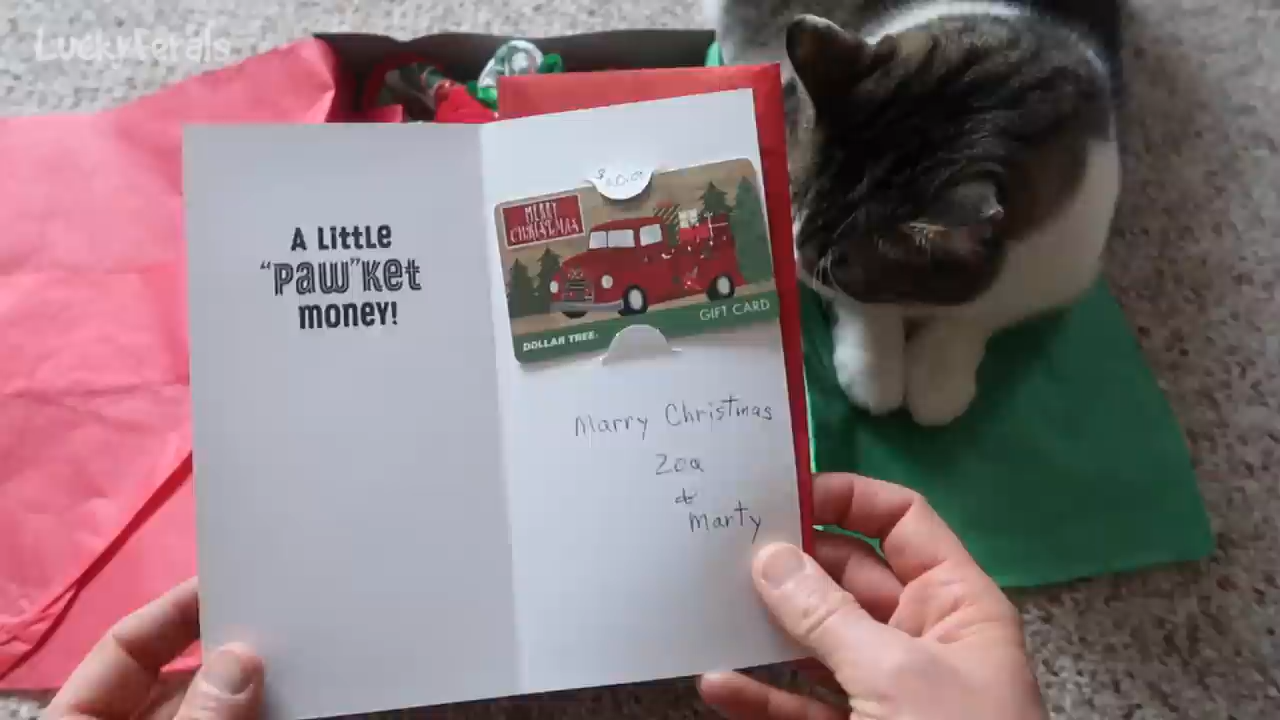 LuckyFerals
A LittLE
"PaW"Ket
money!
MERRY
CHRISTMAS
GIFT CARD
DOLLAR TREE.
Marry Christmas
Zoa
&
Marty